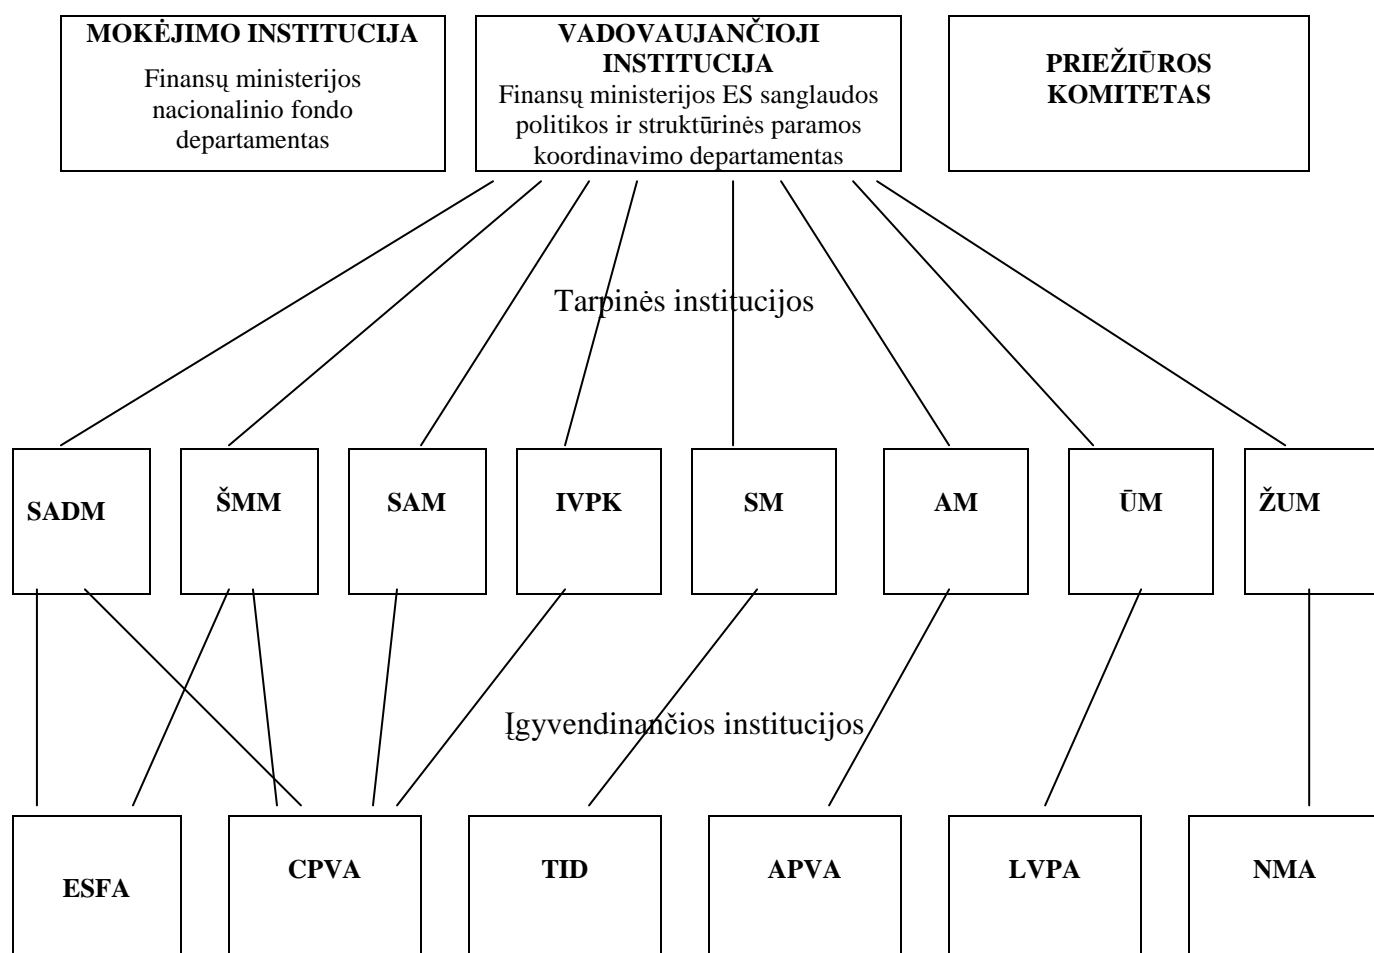 MOKĖJIMO INSTITUCIJA
Finansų ministerijos
nacionalinio fondo
departamentas
VADOVAUJANČIOJI
INSTITUCIJA
Finansų ministerijos ES sanglaudos
politikos ir struktūrinės paramos
koordinavimo departamentas
PRIEŽIŪROS
KOMITETAS
Tarpinės institucijos
SADM
ŠMM
SAM
IVPK
SM
AM
ŪM
ŽUM
Įgyvendinančios institucijos
ESFA
CPVA
TID
APVA
LVPA
NMA